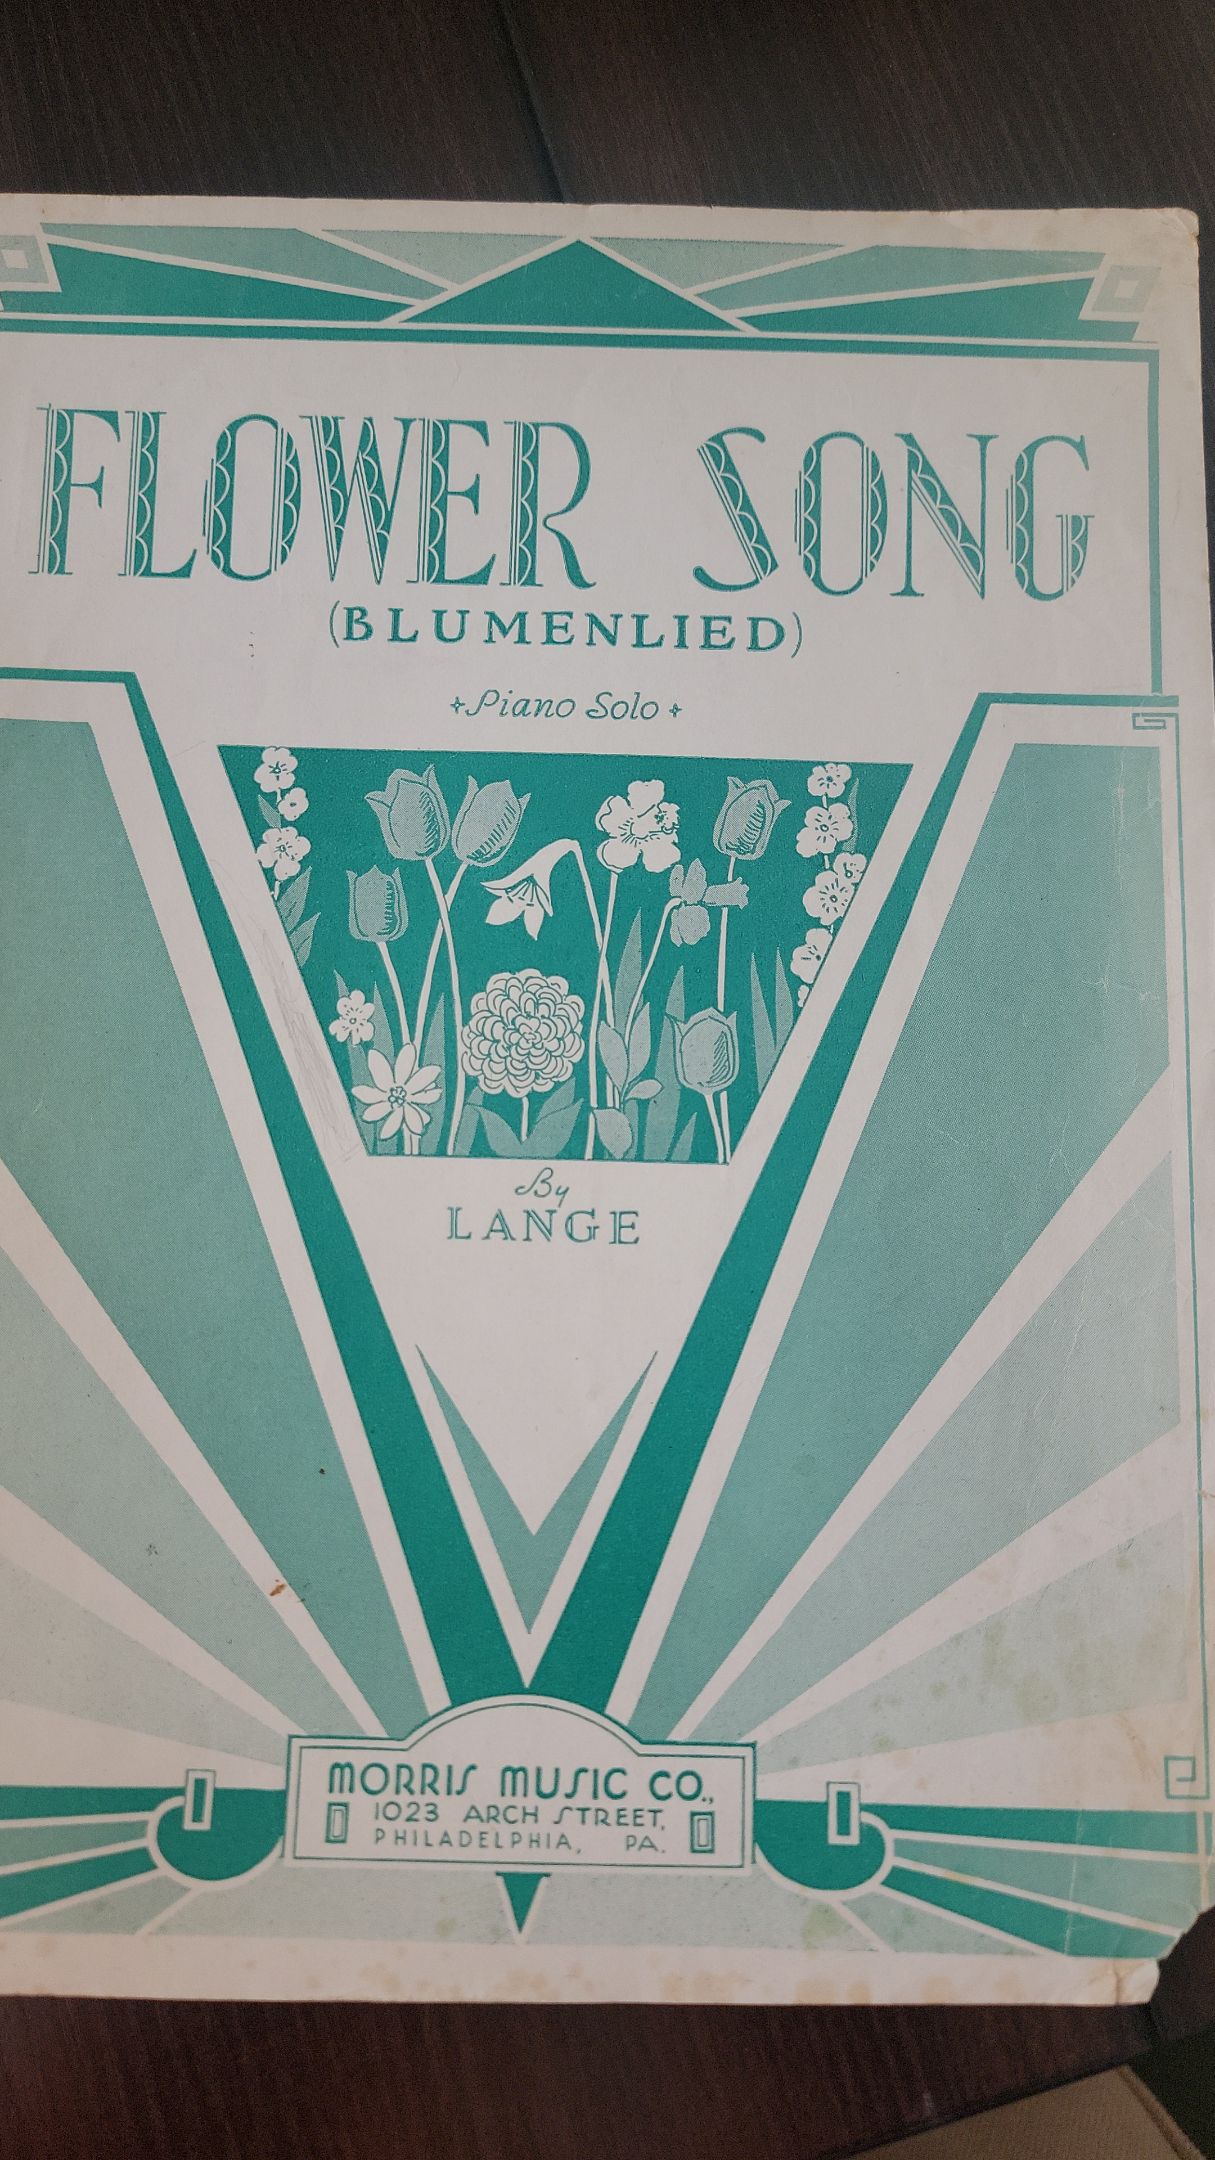 FLOWER SONG
(BLUMENLIED)
Piano Solo
By
LANGE
MORRIS MUSIC CO.,
1023 ARCH STREET,
PHILADELPHIA, PA.